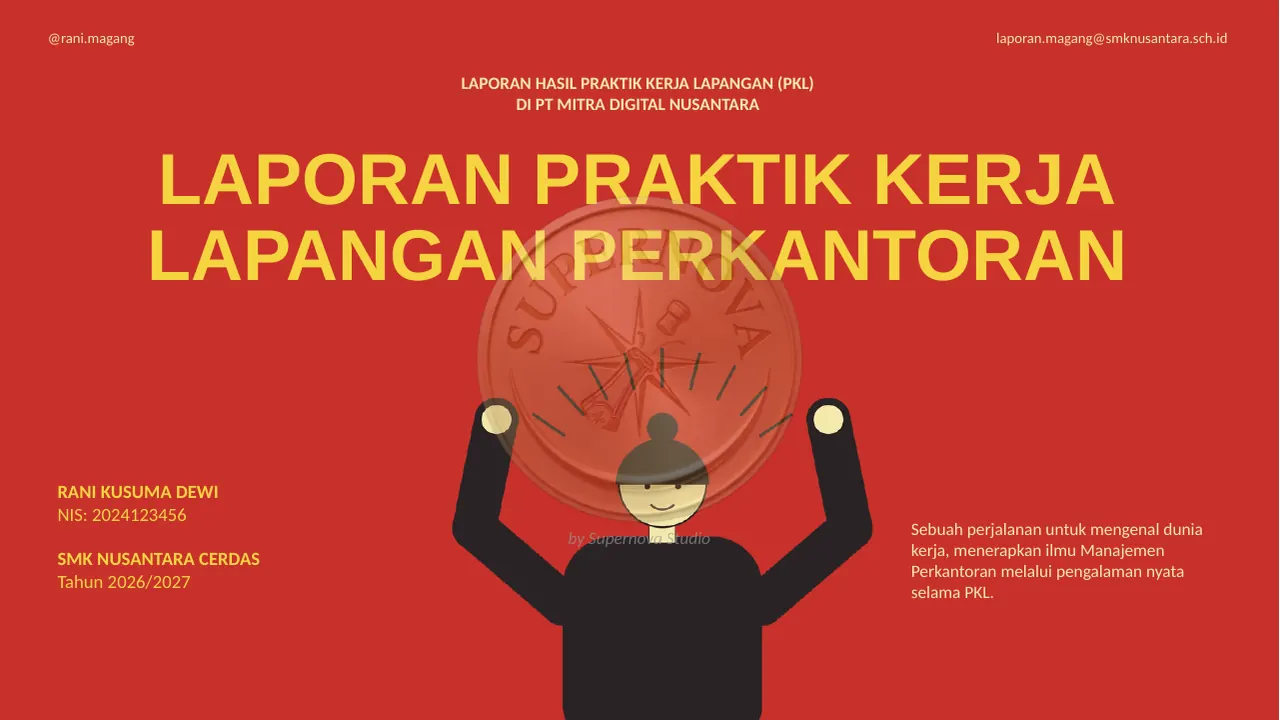 @rani.magang
laporan.magang@smknusantara.sch.id
LAPORAN HASIL PRAKTIK KERJA LAPANGAN (PKL)
DI PT MITRA DIGITAL NUSANTARA
LAPORAN PRAKTIK KERJA
LAPANGAN PERKANTORAN
SUPERNOVA
RANI KUSUMA DEWI
NIS: 2024123456
SMK NUSANTARA CERDAS
Tahun 2026/2027
by Supernova Studio
Sebuah perjalanan untuk mengenal dunia
kerja, menerapkan ilmu Manajemen
Perkantoran melalui pengalaman nyata
selama PKL.